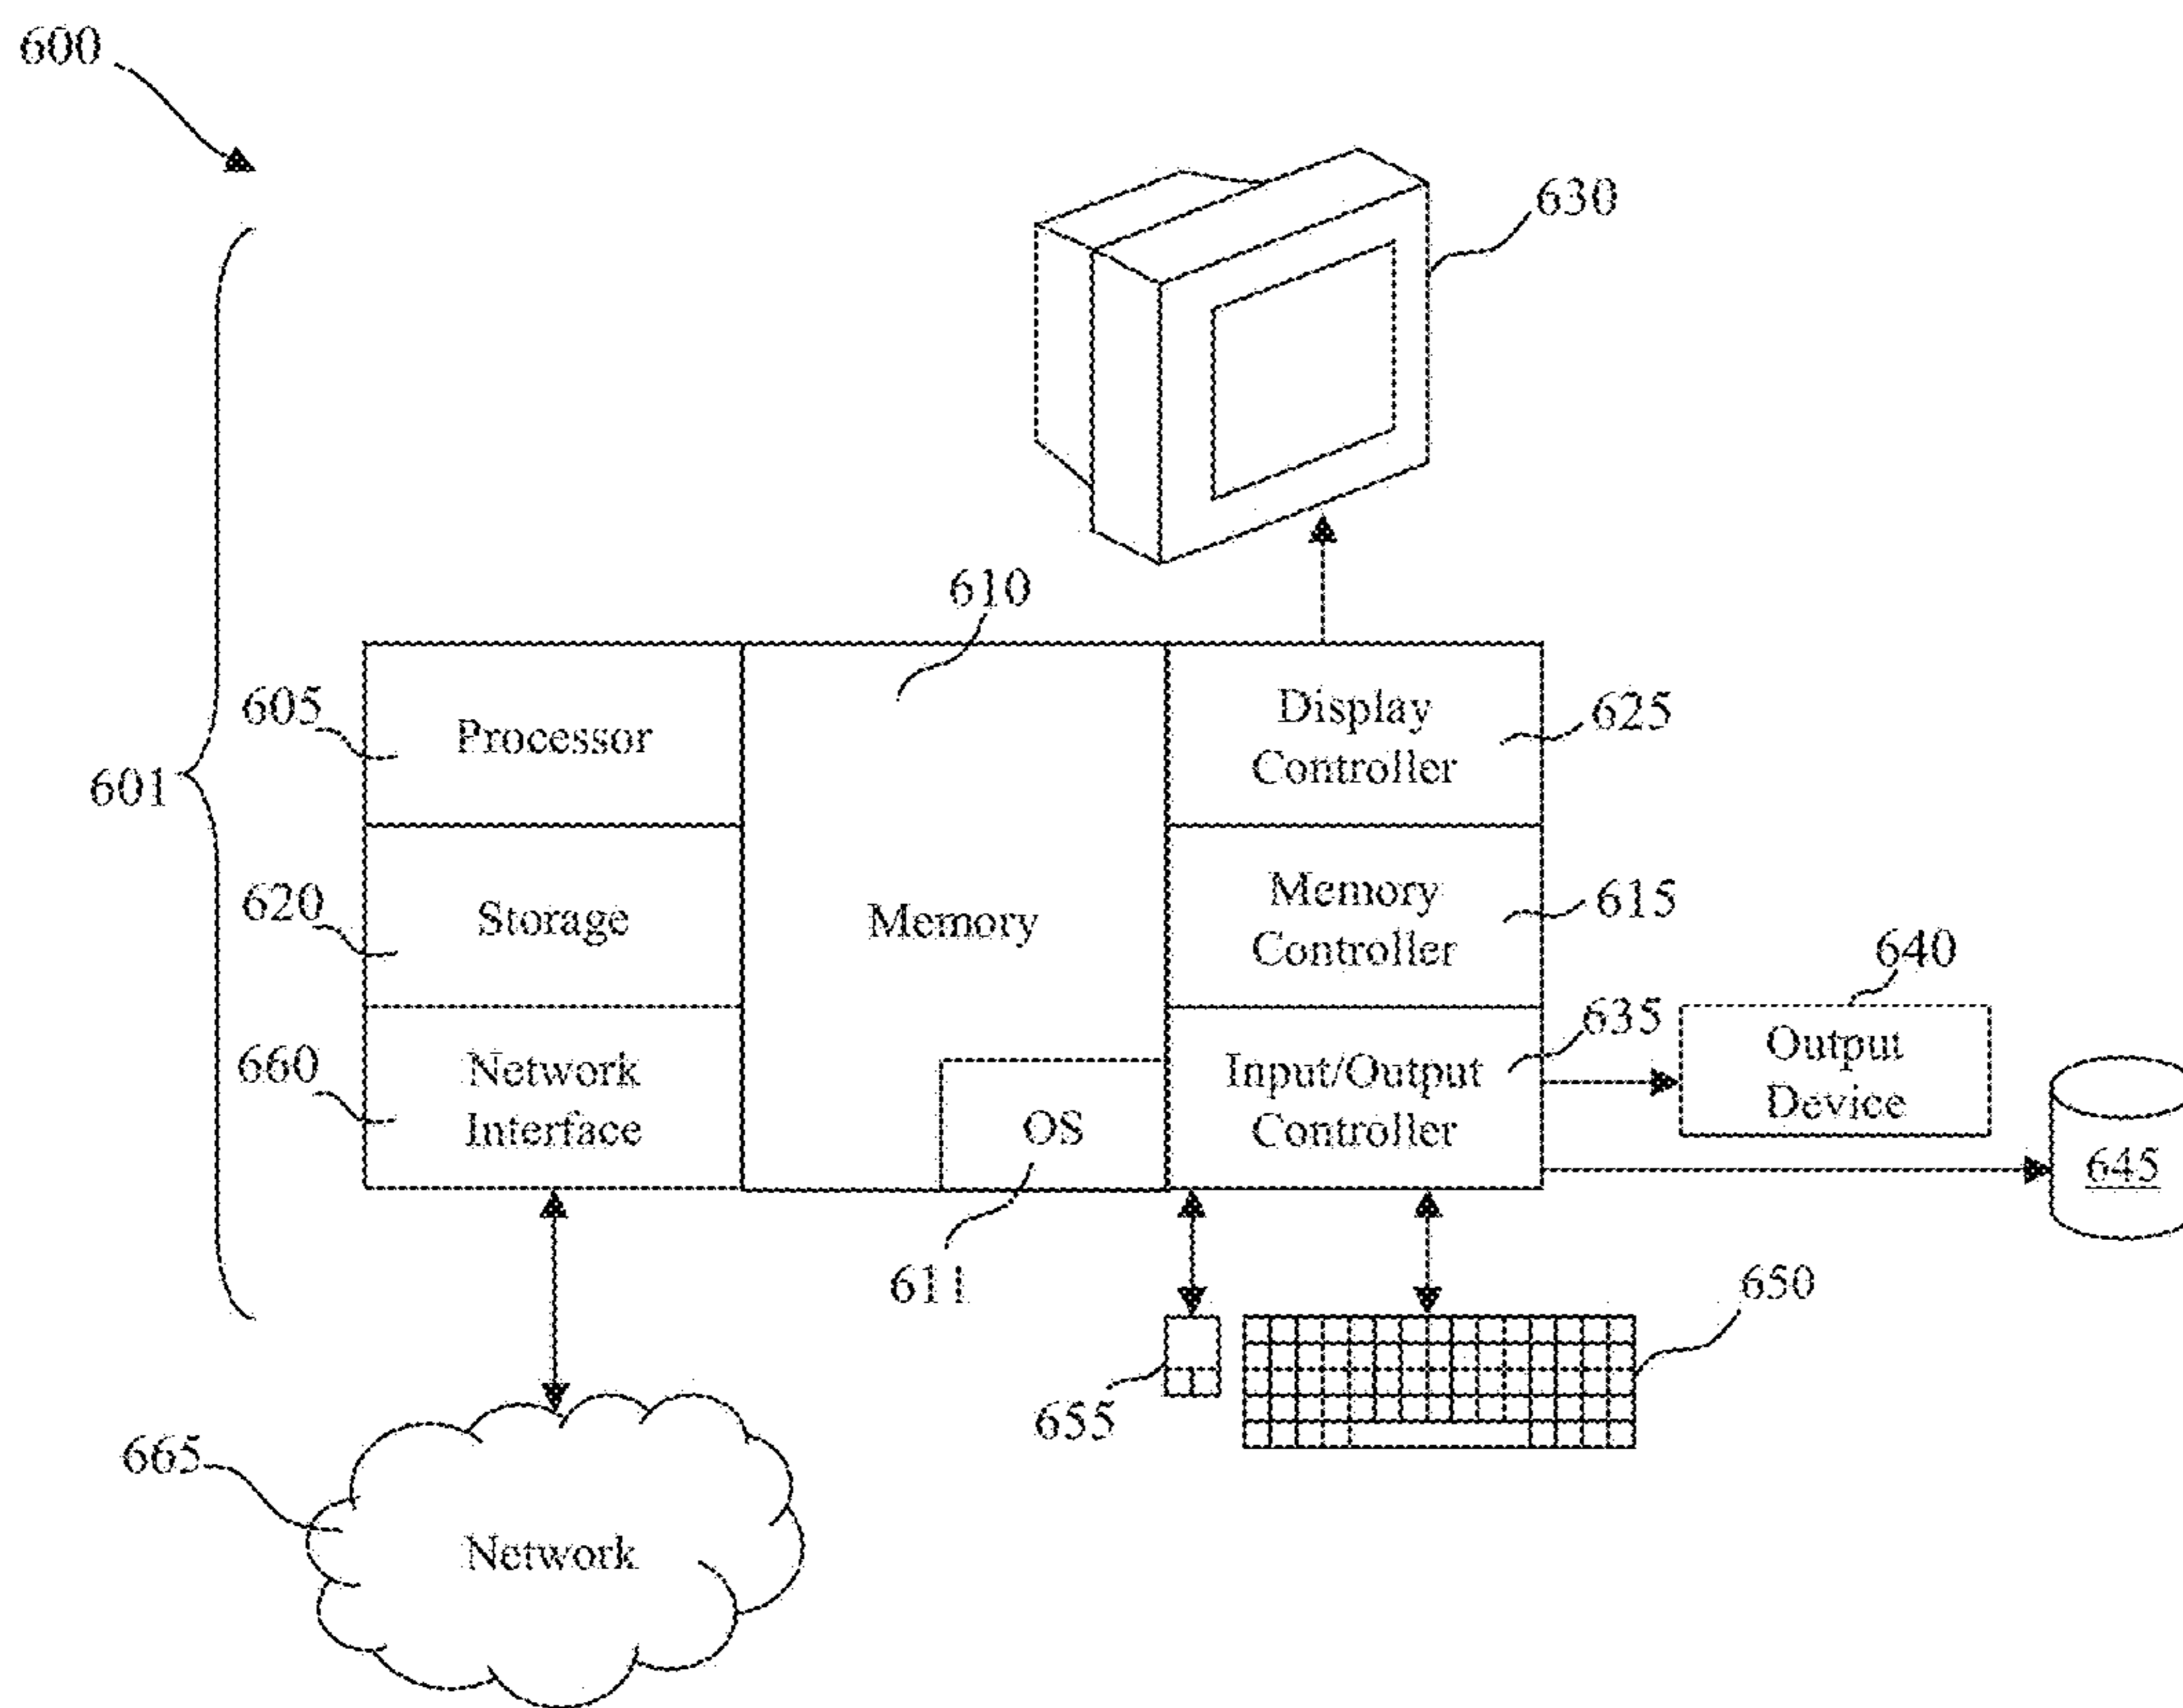 600
630
610
605
Processor
Display
Controller
625
601
620
Storage
Memory
Memory
Controller
615
640
635
Output
Device
660
Network
Interface
OS
Input/Output
Controller
645
611
650
655
665
Network